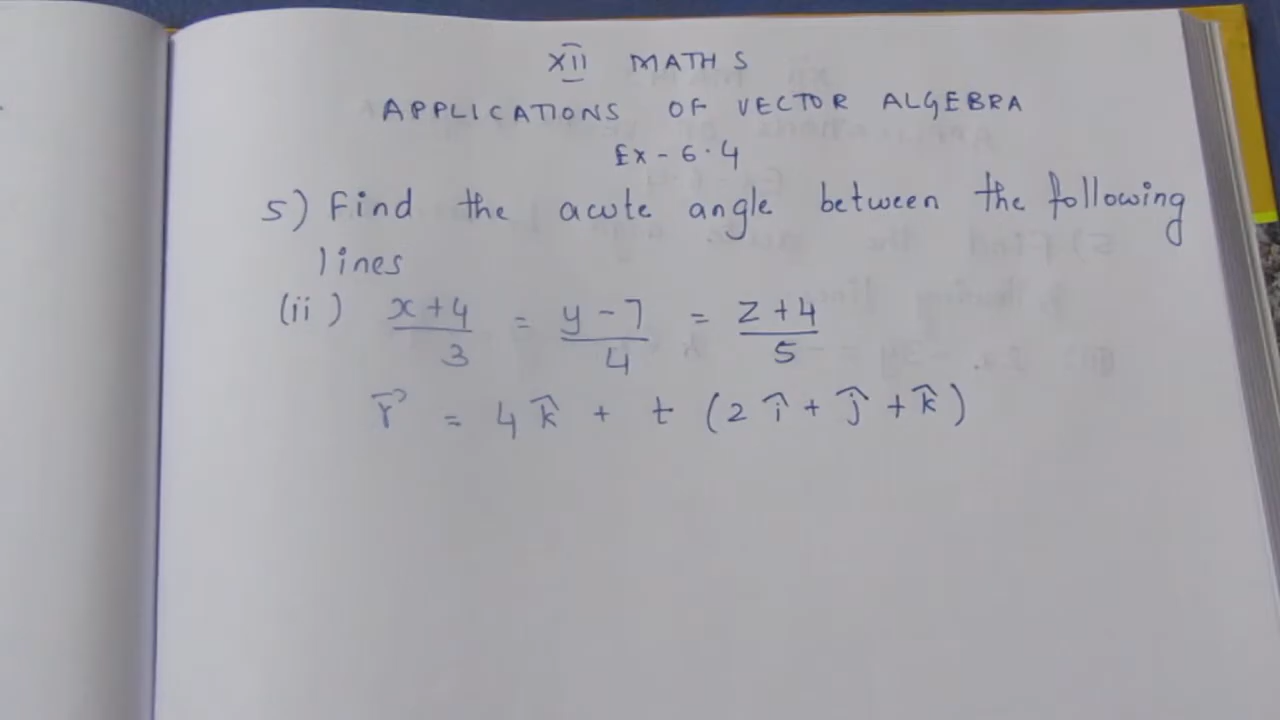 XII MATHS
APPLICATIONS OF VECTOR ALGEBRA
Ex - 6.4
5) Find the acute angle between the following
lines
(ii) x+4/3 = y-7/4 = z+4/5
r⃗ = 4k̂ + t (2î + ĵ + k̂)